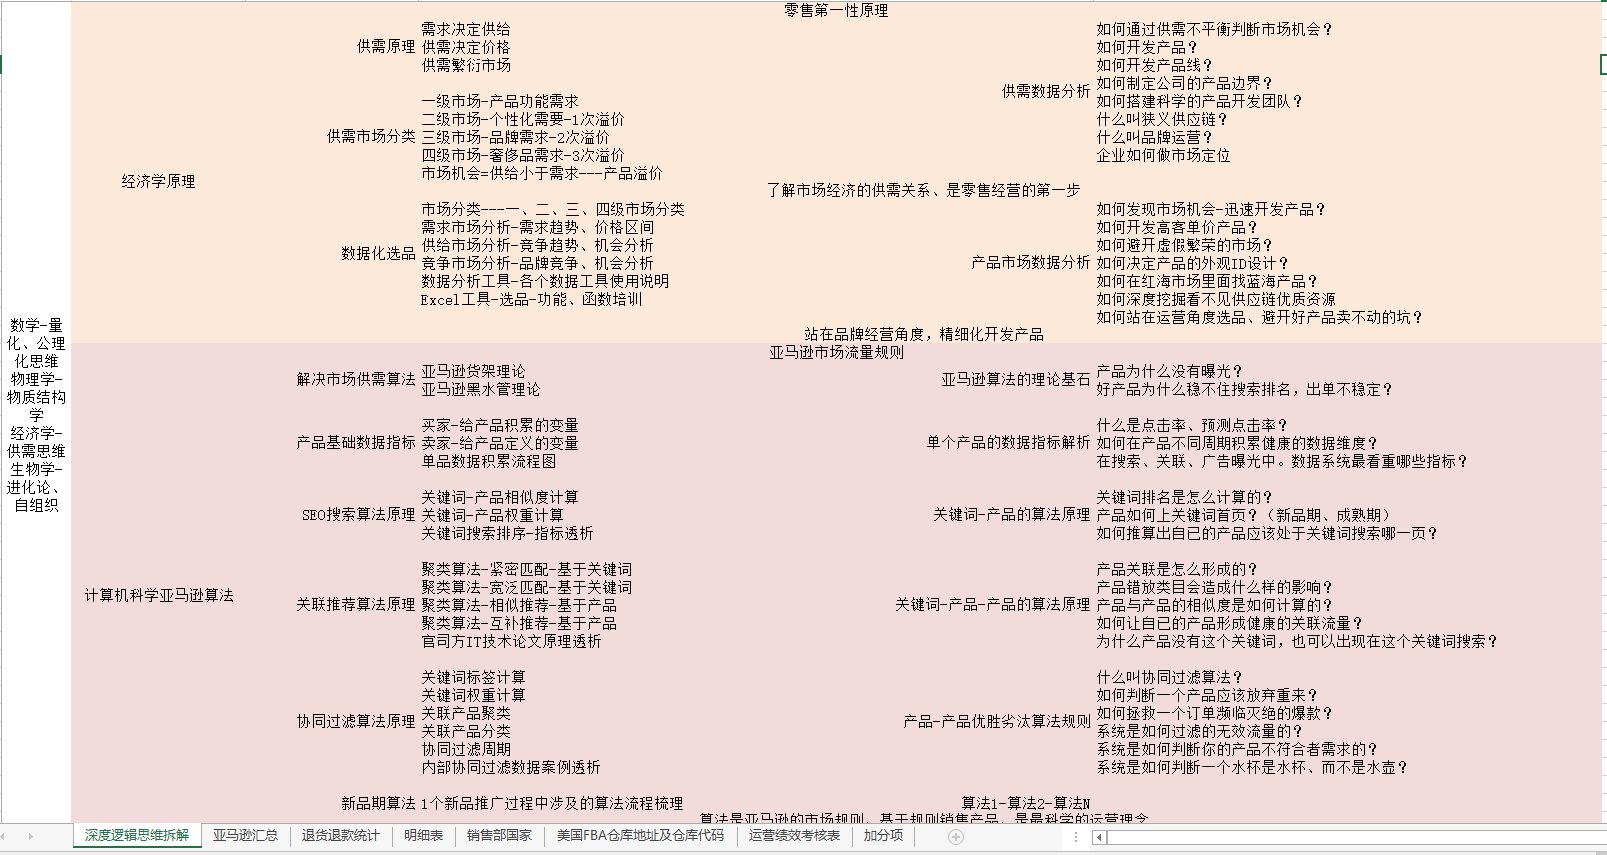 零售第一性原理
数学-量
化、公理
化思维
物理学-
物质结构
学
经济学-
供需思维
生物学-
进化论、
自组织
经济学原理
供需原理
需求决定供给
供需决定价格
供需繁衍市场
供需市场分类
一级市场-产品功能需求
二级市场-个性化需要-1次溢价
三级市场-品牌需求-2次溢价
四级市场-奢侈品需求-3次溢价
市场机会=供给小于需求---产品溢价
供需数据分析
如何通过供需不平衡判断市场机会？
如何开发产品？
如何开发产品线？
如何制定公司的产品边界？
如何搭建科学的产品开发团队？
什么叫狭义供应链？
什么叫品牌运营？
企业如何做市场定位
了解市场经济的供需关系、是零售经营的第一步
数据化选品
市场分类---一、二、三、四级市场分类
需求市场分析-需求趋势、价格区间
供给市场分析-竞争趋势、机会分析
竞争市场分析-品牌竞争、机会分析
数据分析工具-各个数据工具使用说明
Excel工具-选品-功能、函数培训
产品市场数据分析
如何发现市场机会-迅速开发产品？
如何开发高客单价产品？
如何避开虚假繁荣的市场？
如何决定产品的外观ID设计？
如何在红海市场里面找蓝海产品？
如何深度挖掘看不见供应链优质资源
如何站在运营角度选品、避开好产品卖不动的坑？
站在品牌经营角度，精细化开发产品
亚马逊市场流量规则
计算机科学亚马逊算法
解决市场供需算法
亚马逊货架理论
亚马逊黑水管理论
亚马逊算法的理论基石
产品为什么没有曝光？
好产品为什么稳不住搜索排名，出单不稳定？
产品基础数据指标
买家-给产品积累的变量
卖家-给产品定义的变量
单品数据积累流程图
单个产品的数据指标解析
什么是点击率、预测点击率？
如何在产品不同周期积累健康的数据维度？
在搜索、关联、广告曝光中。数据系统最看重哪些指标？
SEO搜索算法原理
关键词-产品相似度计算
关键词-产品权重计算
关键词搜索排序-指标透析
关键词-产品的算法原理
关键词排名是怎么计算的？
产品如何上关键词首页？（新品期、成熟期）
如何推算出自已的产品应该处于关键词搜索哪一页？
关联推荐算法原理
聚类算法-紧密匹配-基于关键词
聚类算法-宽泛匹配-基于关键词
聚类算法-相似推荐-基于产品
聚类算法-互补推荐-基于产品
官司方IT技术论文原理透析
关键词-产品-产品的算法原理
产品关联是怎么形成的？
产品错放类目会造成什么样的影响？
产品与产品的相似度是如何计算的？
如何让自已的产品形成健康的关联流量？
为什么产品没有这个关键词，也可以出现在这个关键词搜索？
协同过滤算法原理
关键词标签计算
关键词权重计算
关联产品聚类
关联产品分类
协同过滤周期
内部协同过滤数据案例透析
产品-产品优胜劣汰算法规则
什么叫协同过滤算法？
如何判断一个产品应该放弃重来？
如何拯救一个订单濒临灭绝的爆款？
系统是如何过滤的无效流量的？
系统是如何判断你的产品不符合者需求的？
系统是如何判断一个水杯是水杯、而不是水壶？
新品期算法
1个新品推广过程中涉及的算法流程梳理
算法1-算法2-算法N
算法是亚马逊的市场规则，基于规则销售产品，是最科学的运营理念
深度逻辑思维拆解
亚马逊汇总
退货退款统计
明细表
销售部国家
美国FBA仓库地址及仓库代码
运营绩效考核表
加分项